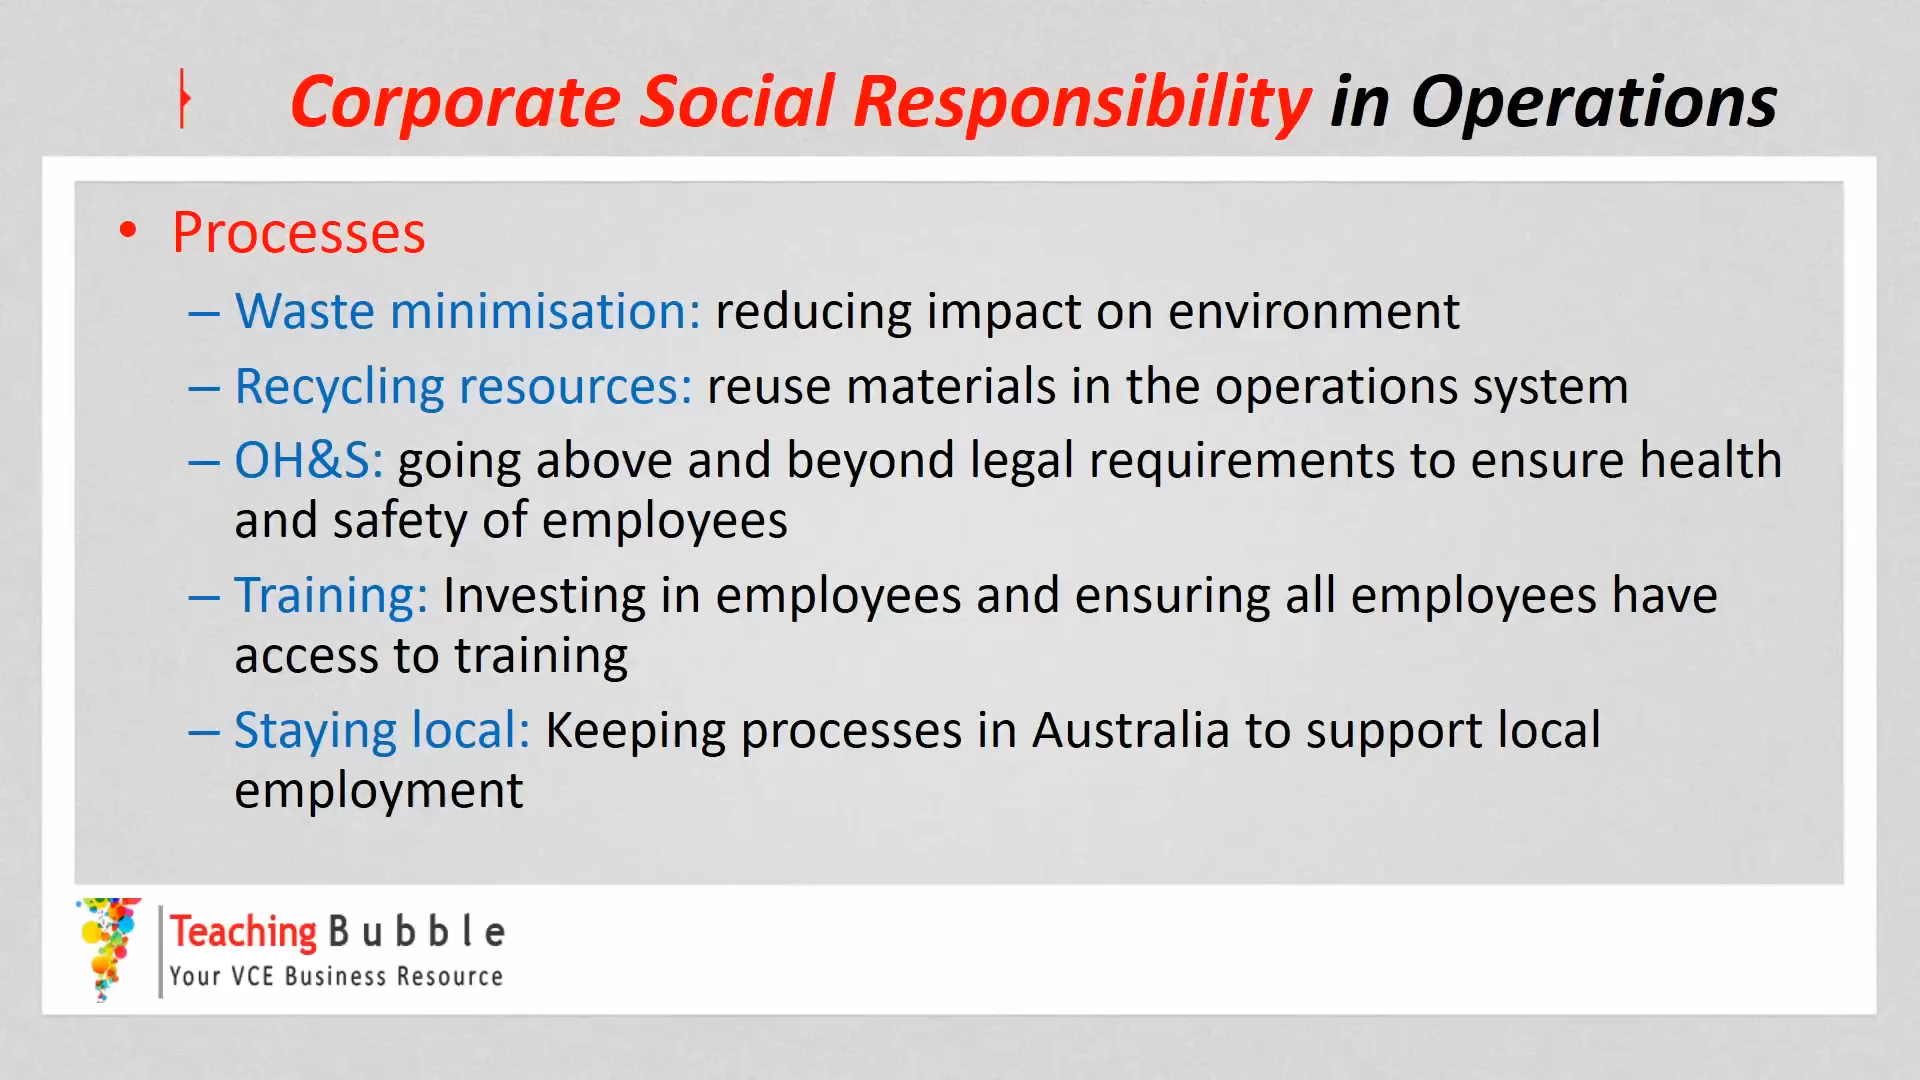 Corporate Social Responsibility in Operations
• Processes
– Waste minimisation: reducing impact on environment
– Recycling resources: reuse materials in the operations system
– OH&S: going above and beyond legal requirements to ensure health
and safety of employees
– Training: Investing in employees and ensuring all employees have
access to training
– Staying local: Keeping processes in Australia to support local
employment
Teaching Bubble
Your VCE Business Resource